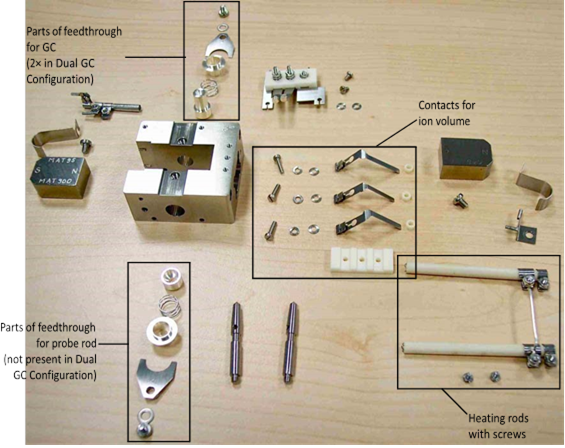 Parts of feedthrough
for GC
(2× in Dual GC
Configuration)
Contacts for
ion volume
MAT 95
S N
MAT 900
Parts of feedthrough
for probe rod
(not present in Dual
GC Configuration)
Heating rods
with screws